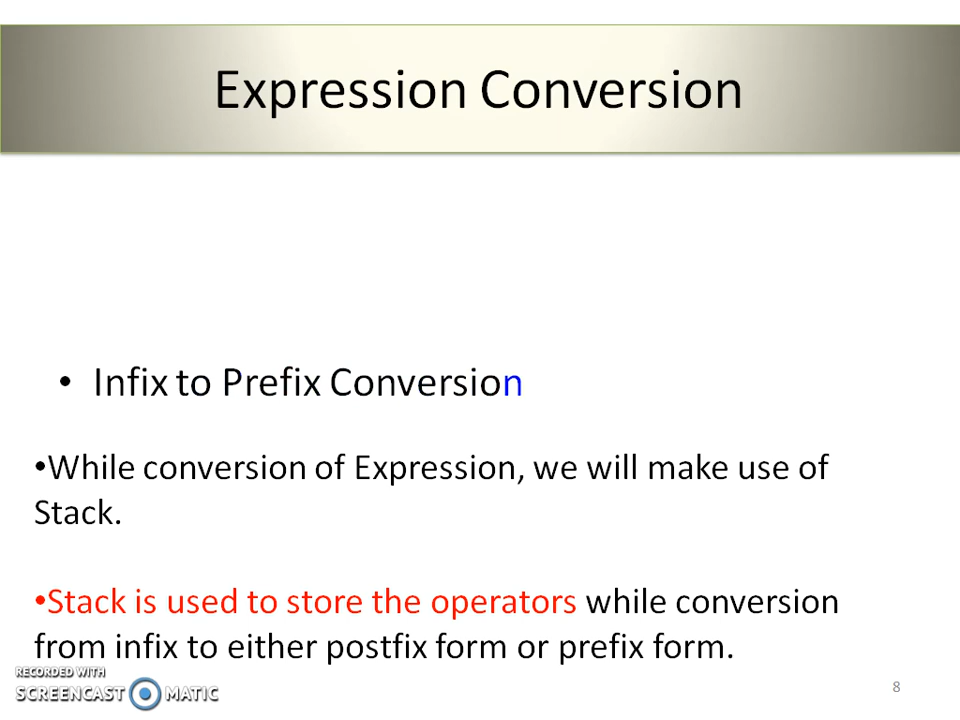 Expression Conversion
• Infix to Prefix Conversion
•While conversion of Expression, we will make use of
Stack.
•Stack is used to store the operators while conversion
from infix to either postfix form or prefix form.
RECORDED WITH
SCREENCAST MATIC
8